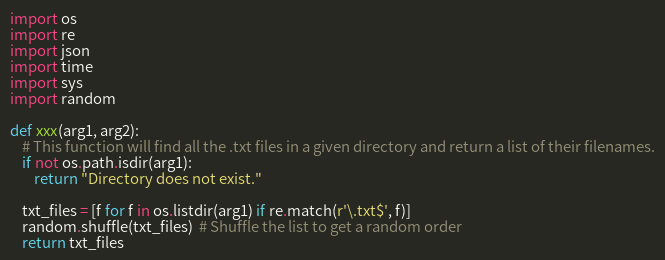 import os
import re
import json
import time
import sys
import random

def xxx(arg1, arg2):
    # This function will find all the .txt files in a given directory and return a list of their filenames.
    if not os.path.isdir(arg1):
        return "Directory does not exist."

    txt_files = [f for f in os.listdir(arg1) if re.match(r'\.txt$', f)]
    random.shuffle(txt_files)  # Shuffle the list to get a random order
    return txt_files